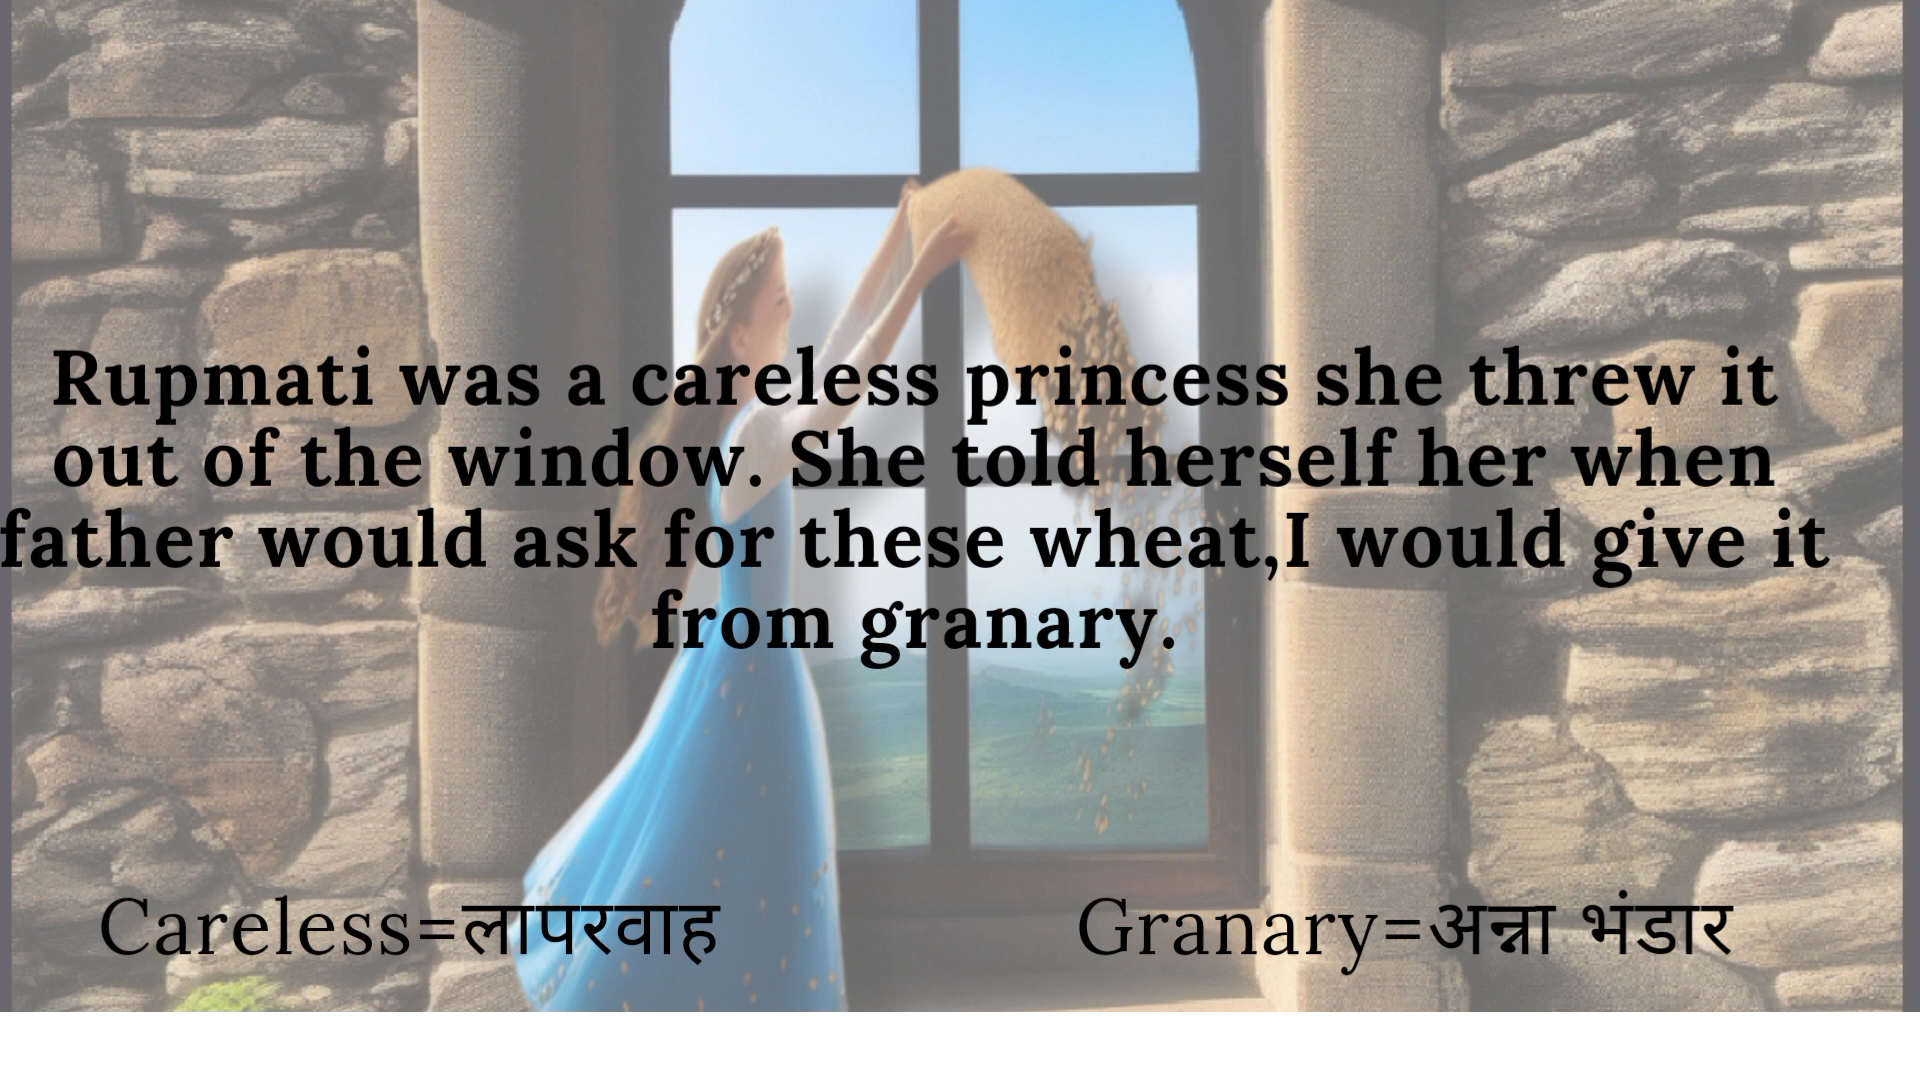 Rupmati was a careless princess she threw it
out of the window. She told herself her when
father would ask for these wheat,I would give it
from granary.
Careless=लापरवाह
Granary=अन्ना भंडार